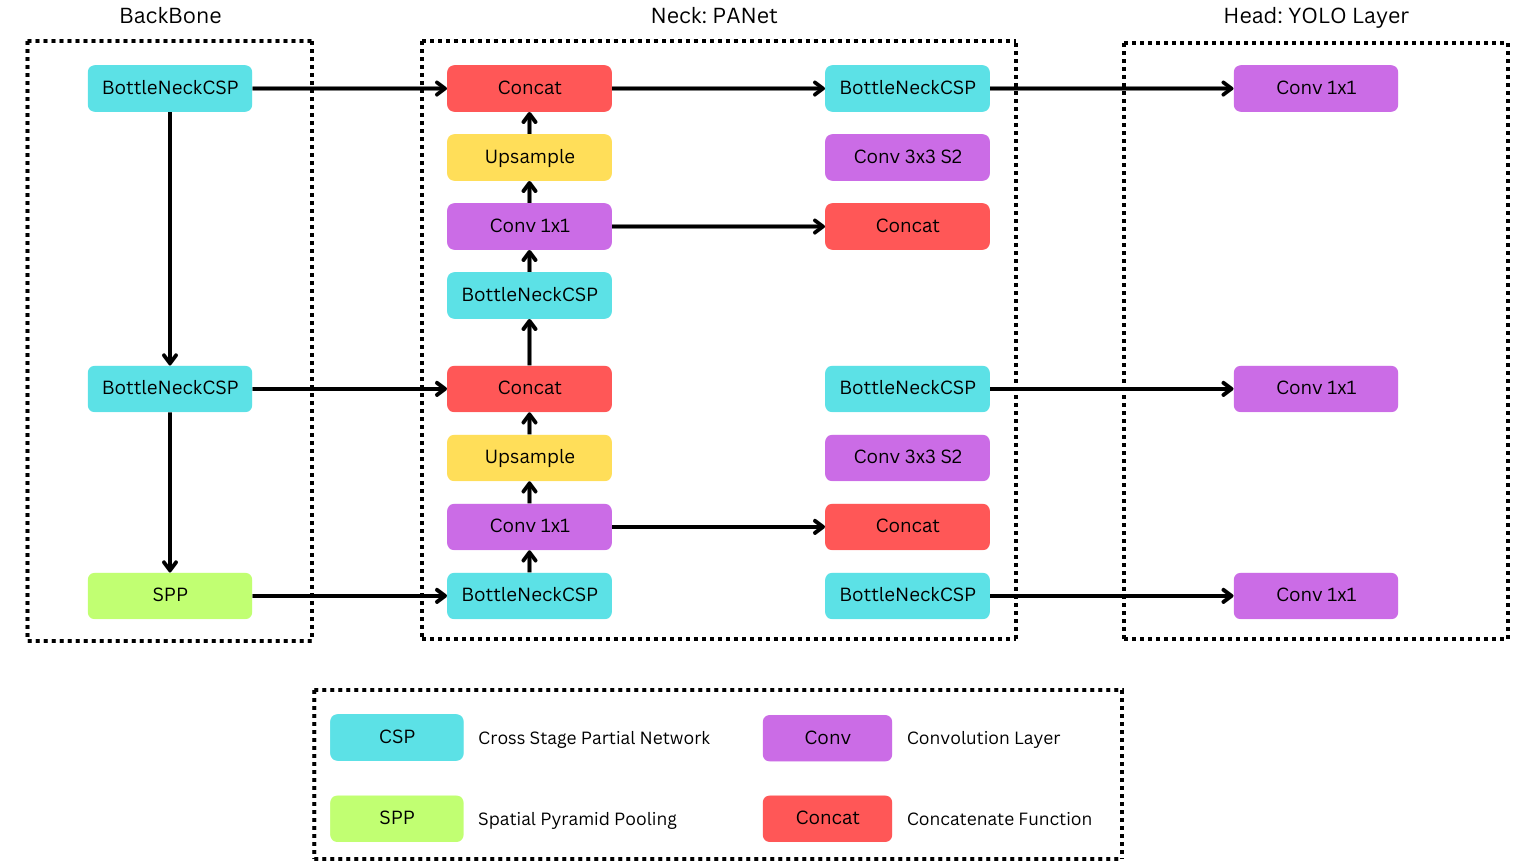 BackBone
Neck: PANet
Head: YOLO Layer
BottleNeckCSP
Concat
BottleNeckCSP
Conv 1x1
Upsample
Conv 3x3 S2
Conv 1x1
Concat
BottleNeckCSP
BottleNeckCSP
Concat
BottleNeckCSP
Conv 1x1
Upsample
Conv 3x3 S2
Conv 1x1
Concat
SPP
BottleNeckCSP
BottleNeckCSP
Conv 1x1
CSP
Cross Stage Partial Network
Conv
Convolution Layer
SPP
Spatial Pyramid Pooling
Concat
Concatenate Function